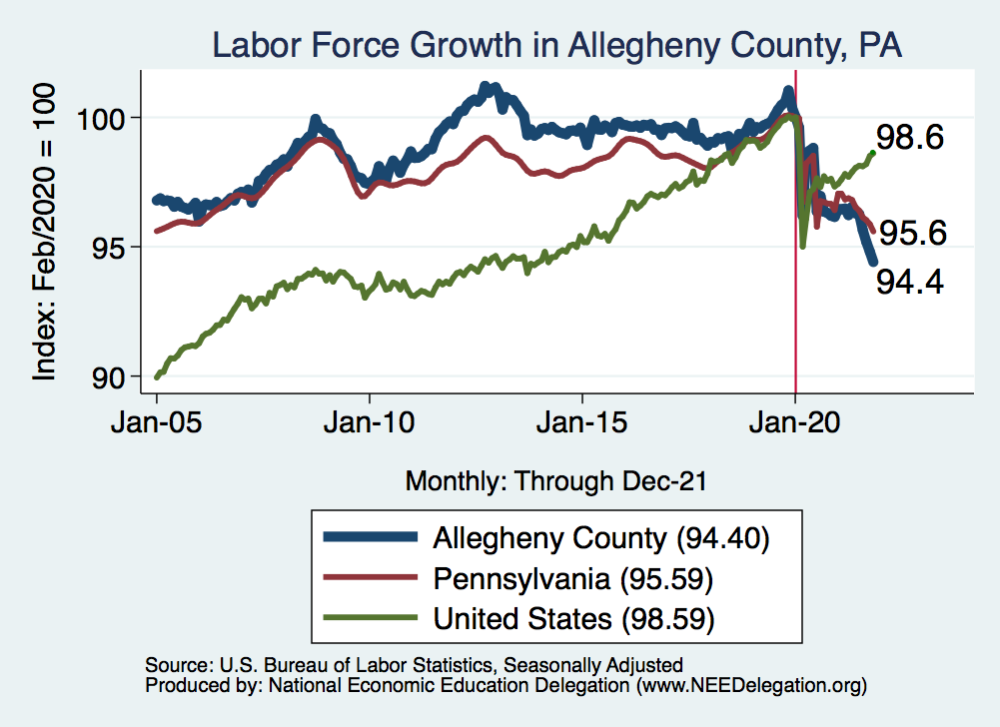 Labor Force Growth in Allegheny County, PA
Index: Feb/2020 = 100
100
95
90
98.6
95.6
94.4
Jan-05 Jan-10 Jan-15 Jan-20
Monthly: Through Dec-21
Allegheny County (94.40)
Pennsylvania (95.59)
United States (98.59)
Source: U.S. Bureau of Labor Statistics, Seasonally Adjusted
Produced by: National Economic Education Delegation (www.NEEDelegation.org)